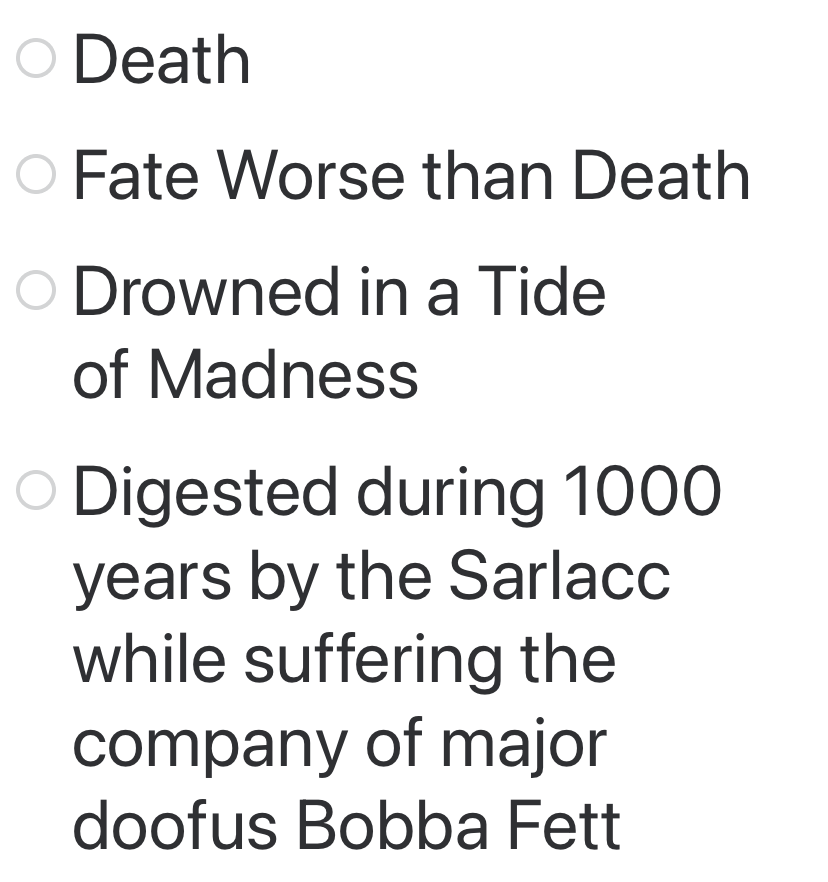 Death
Fate Worse than Death
Drowned in a Tide
of Madness
Digested during 1000
years by the Sarlacc
while suffering the
company of major
doofus Bobba Fett